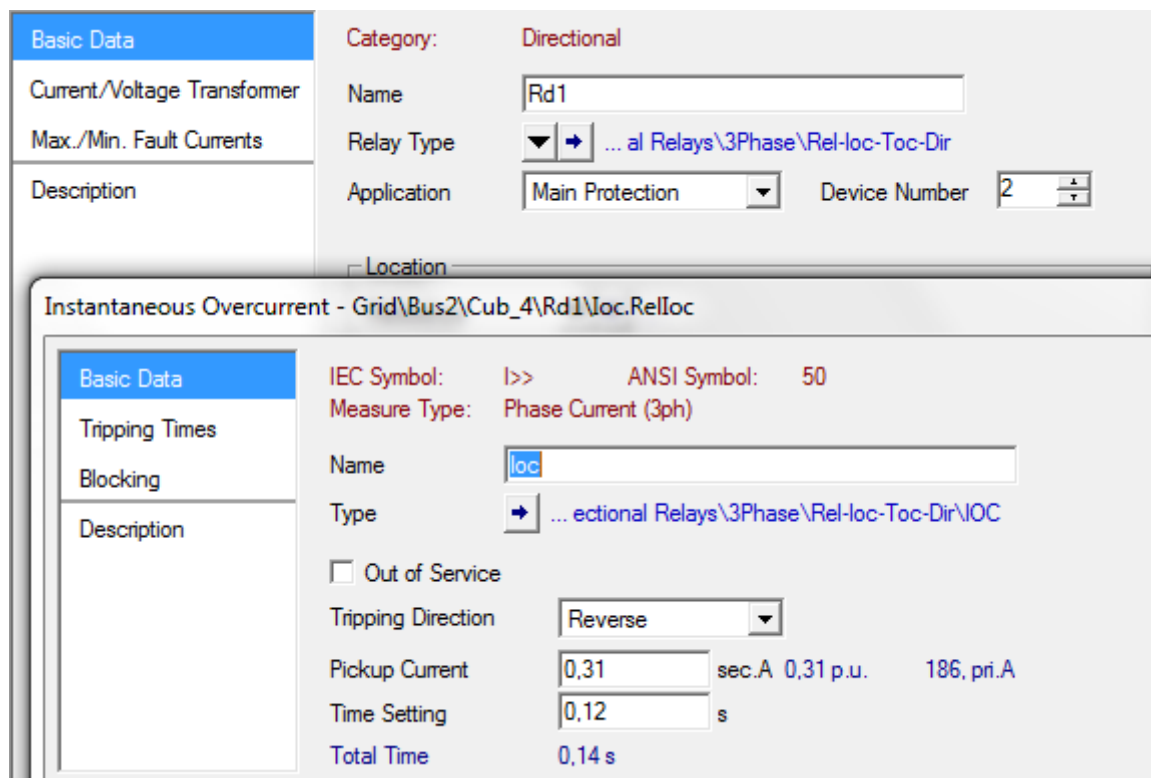 Basic Data
Current/Voltage Transformer
Max./Min. Fault Currents
Description
Category: Directional
Name Rd1
Relay Type ... al Relays\3Phase\Rel-Ioc-Toc-Dir
Application Main Protection Device Number 2
Location
Instantaneous Overcurrent - Grid\Bus2\Cub_4\Rd1\Ioc.RelIoc
Basic Data
Tripping Times
Blocking
Description
IEC Symbol: I>> ANSI Symbol: 50
Measure Type: Phase Current (3ph)
Name Ioc
Type ... ectional Relays\3Phase\Rel-Ioc-Toc-Dir\IOC
Out of Service
Tripping Direction Reverse
Pickup Current 0,31 sec.A 0,31 p.u. 186, pri.A
Time Setting 0,12 s
Total Time 0,14 s